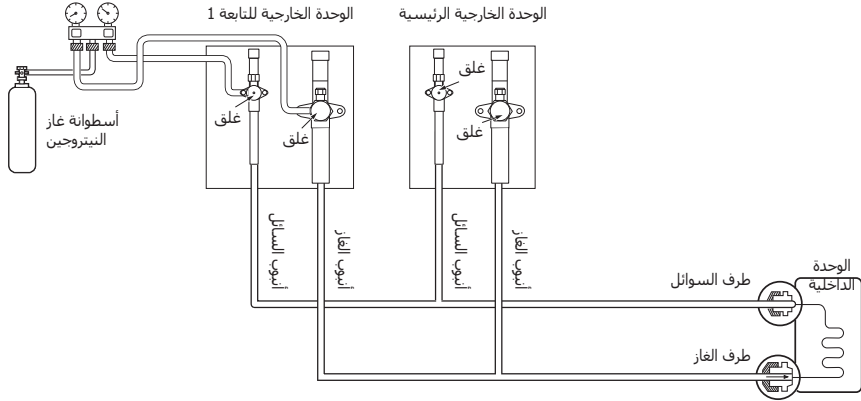 الوحدة الخارجية الرئيسية
الوحدة الخارجية للتابعة 1
غلق
غلق
غلق
غلق
أسطوانة غاز
النيتروجين
أنبوب السائل
أنبوب الغاز
أنبوب السائل
أنبوب الغاز
الوحدة
الداخلية
طرف السوائل
طرف الغاز